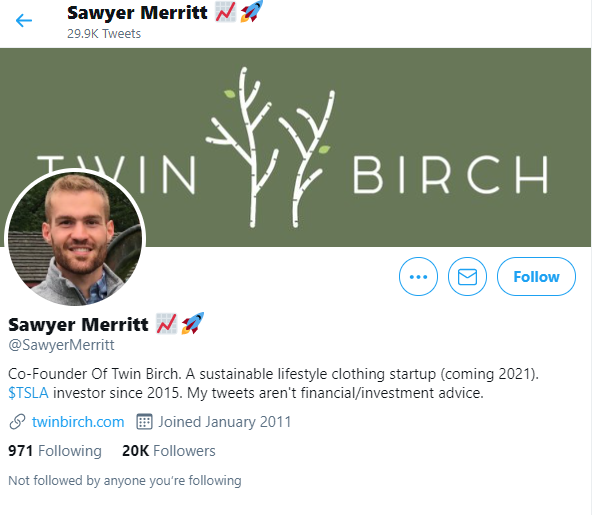 Sawyer Merritt 📈 🚀
29.9K Tweets
TWIN BIRCH
Follow
Sawyer Merritt 📈 🚀
@SawyerMerritt
Co-Founder Of Twin Birch. A sustainable lifestyle clothing startup (coming 2021).
$TSLA investor since 2015. My tweets aren't financial/investment advice.
twinbirch.com Joined January 2011
971 Following 20K Followers
Not followed by anyone you're following